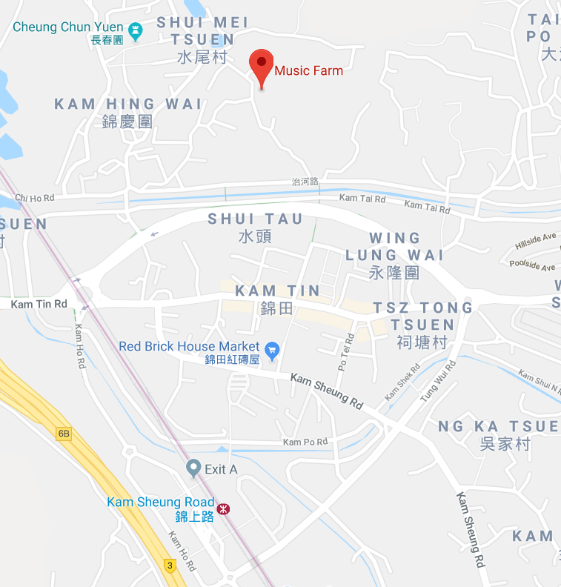 Cheung Chun Yuen
長春園
SHUI MEI
TSUEN
水尾村
TAI
PO
Music Farm
KAM HING WAI
錦慶圍
治河路
Chi Ho Rd
Kam Tai Rd
Kam Tai Rd
SUEN
村
SHUI TAU
水頭
WING
LUNG WAI
永隆圍
Hillside Ave
Poolside Ave
KAM TIN
錦田
Kam Tin Rd
TSZ TONG
TSUEN
祠塘村
Red Brick House Market
錦田紅磚屋
Kam Ho Rd
Po Tei Rd
Kam Sheung Rd
Kam Shek Rd
Tung Wui Rd
Kam Shui N R
NG KA TSUE
吳家村
Kam Po Rd
6B
Exit A
Kam Sheung Road
錦上路
Kam Sheung Rd
KAM
Kam Ho Rd
3